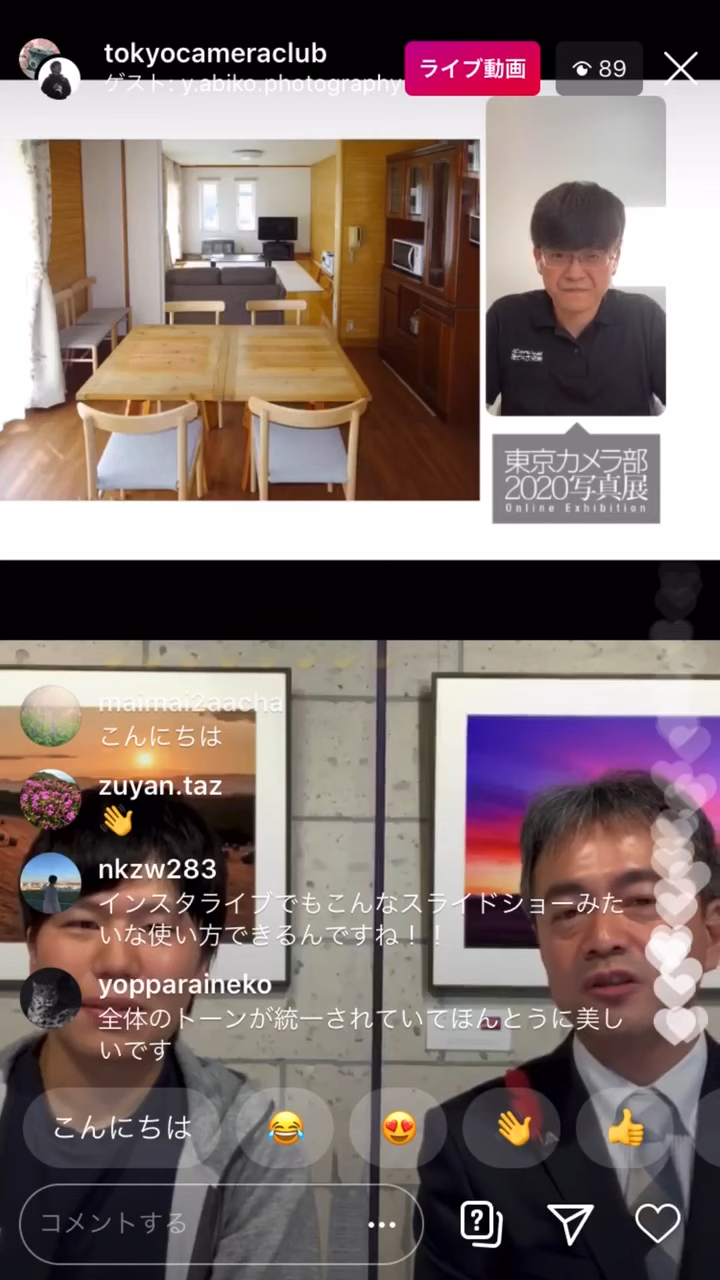 tokyocameraclub
ゲスト: y.abiko.photography
ライブ動画
89
東京カメラ部
2020写真展
Online Exhibition
maimai2aacha
こんにちは
zuyan.taz
👋
nkzw283
インスタライブでもこんなスライドショーみた
いな使い方できるんですね！！
yopparaineko
全体のトーンが統一されていてほんとうに美し
いです
こんにちは 😂 😍 👋 👍
コメントする